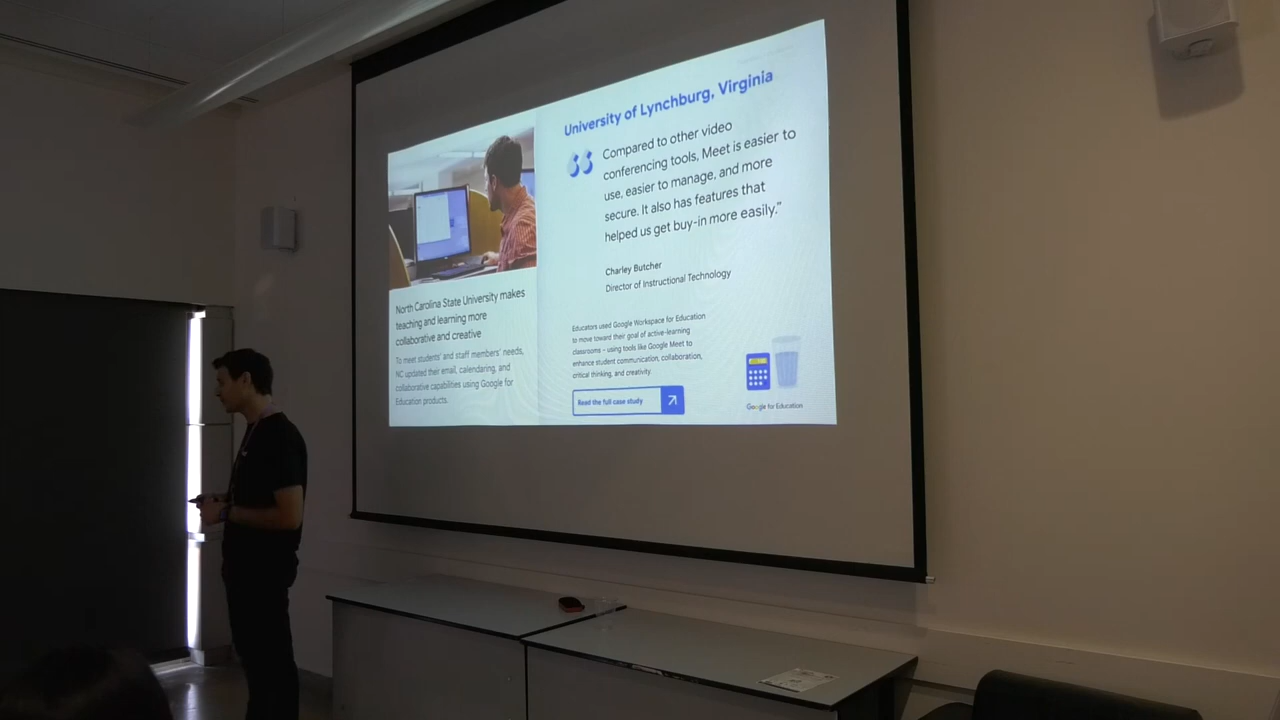 North Carolina State University makes
teaching and learning more
collaborative and creative
To meet students' and staff members' needs,
NC updated their email, calendaring, and
collaborative capabilities using Google for
Education products.
University of Lynchburg, Virginia
Compared to other video
conferencing tools, Meet is easier to
use, easier to manage, and more
secure. It also has features that
helped us get buy-in more easily."
Charley Butcher
Director of Instructional Technology
Educators used Google Workspace for Education
to move toward their goal of active-learning
classrooms – using tools like Google Meet to
enhance student communication, collaboration,
critical thinking, and creativity.
Read the full case study
Google for Education